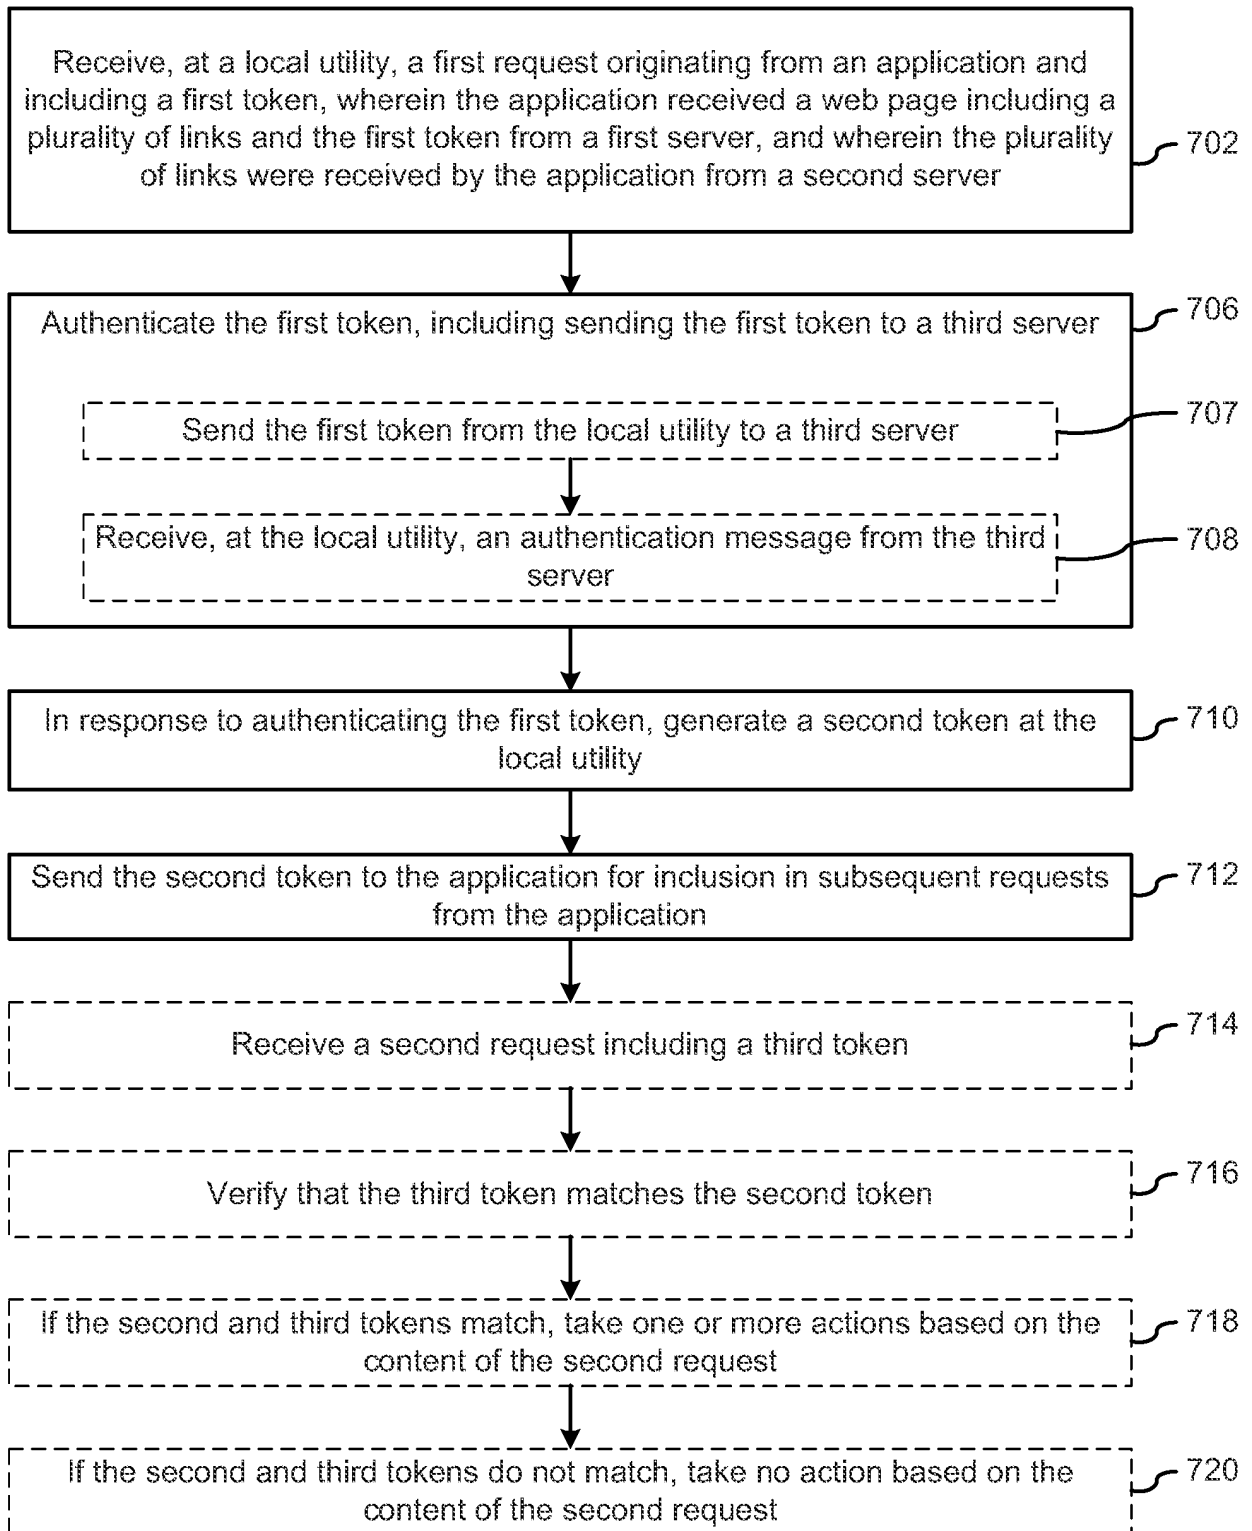 Receive, at a local utility, a first request originating from an application and
including a first token, wherein the application received a web page including a
plurality of links and the first token from a first server, and wherein the plurality
of links were received by the application from a second server
702
Authenticate the first token, including sending the first token to a third server
706
Send the first token from the local utility to a third server
707
Receive, at the local utility, an authentication message from the third
server
708
In response to authenticating the first token, generate a second token at the
local utility
710
Send the second token to the application for inclusion in subsequent requests
from the application
712
Receive a second request including a third token
714
Verify that the third token matches the second token
716
If the second and third tokens match, take one or more actions based on the
content of the second request
718
If the second and third tokens do not match, take no action based on the
content of the second request
720